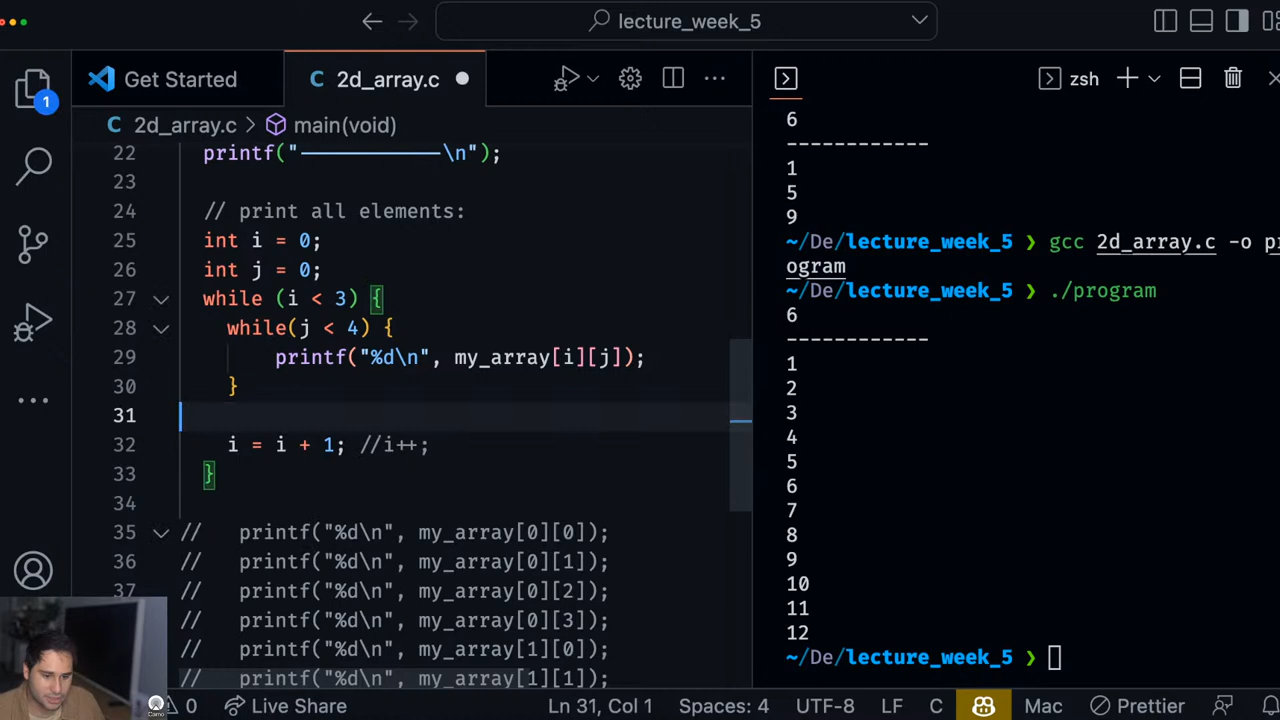 lecture_week_5
Get Started
C 2d_array.c
zsh
1
C 2d_array.c > main(void)
22 printf("————————————\n");
23
24 // print all elements:
25 int i = 0;
26 int j = 0;
27 while (i < 3) {
28 while(j < 4) {
29 printf("%d\n", my_array[i][j]);
30 }
31
32 i = i + 1; //i++;
33 }
34
35 // printf("%d\n", my_array[0][0]);
36 // printf("%d\n", my_array[0][1]);
37 // printf("%d\n", my_array[0][2]);
// printf("%d\n", my_array[0][3]);
// printf("%d\n", my_array[1][0]);
// printf("%d\n", my_array[1][1]);
6
------------
1
5
9
~/De/lecture_week_5 ❯ gcc 2d_array.c -o pr
ogram
~/De/lecture_week_5 ❯ ./program
6
------------
1
2
3
4
5
6
7
8
9
10
11
12
~/De/lecture_week_5 ❯
Camo
0 Live Share Ln 31, Col 1 Spaces: 4 UTF-8 LF C Mac Prettier